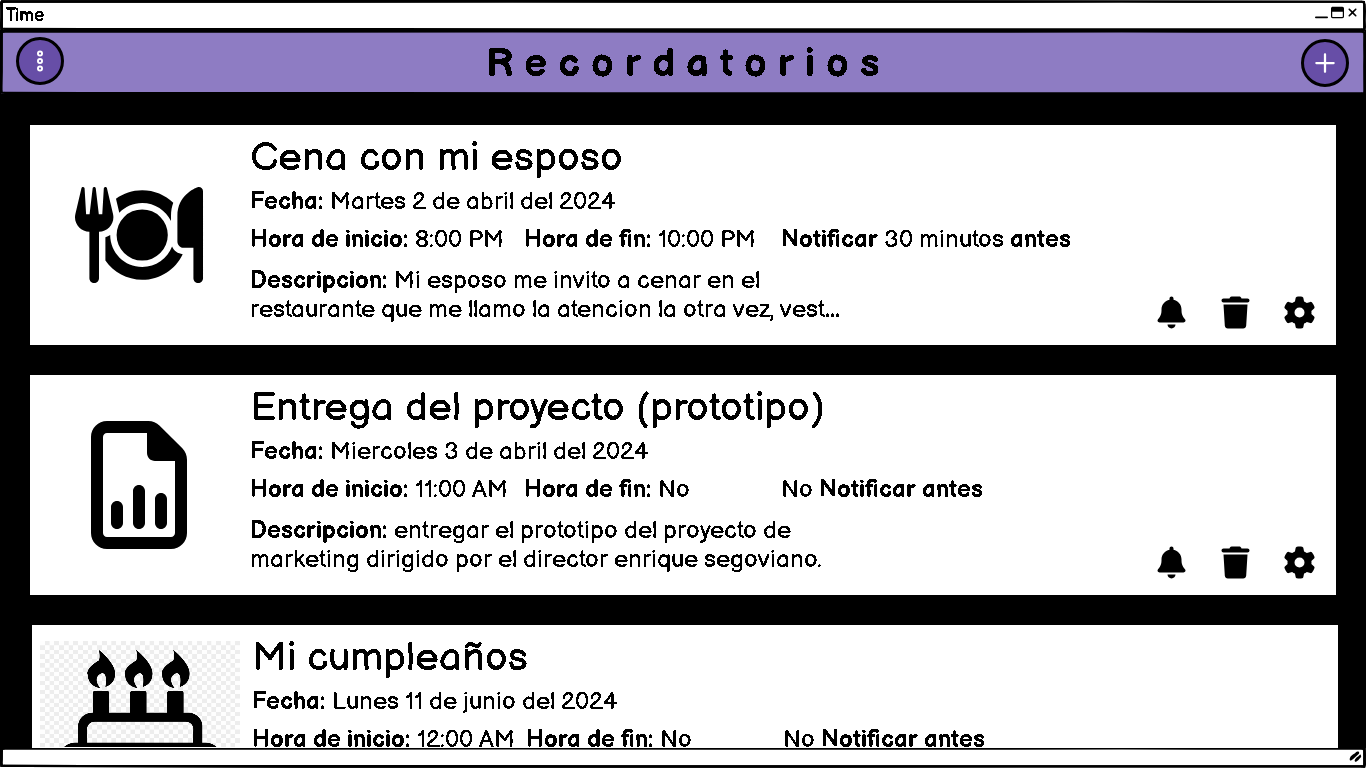 Time
Recordatorios
Cena con mi esposo
Fecha: Martes 2 de abril del 2024
Hora de inicio: 8:00 PM Hora de fin: 10:00 PM Notificar 30 minutos antes
Descripcion: Mi esposo me invito a cenar en el
restaurante que me llamo la atencion la otra vez, vest...
Entrega del proyecto (prototipo)
Fecha: Miercoles 3 de abril del 2024
Hora de inicio: 11:00 AM Hora de fin: No No Notificar antes
Descripcion: entregar el prototipo del proyecto de
marketing dirigido por el director enrique segoviano.
Mi cumpleaños
Fecha: Lunes 11 de junio del 2024
Hora de inicio: 12:00 AM Hora de fin: No No Notificar antes